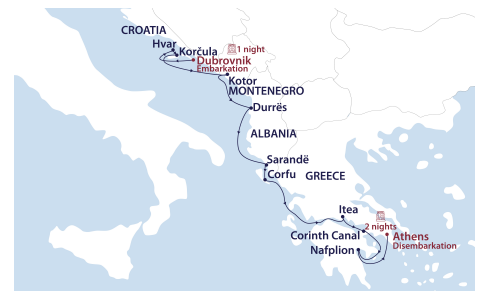 CROATIA
Hvar
Korčula
1 night
Dubrovnik
Embarkation
Kotor
MONTENEGRO
Durrës
ALBANIA
Sarandë
Corfu
GREECE
Itea
2 nights
Corinth Canal
Athens
Nafplion
Disembarkation